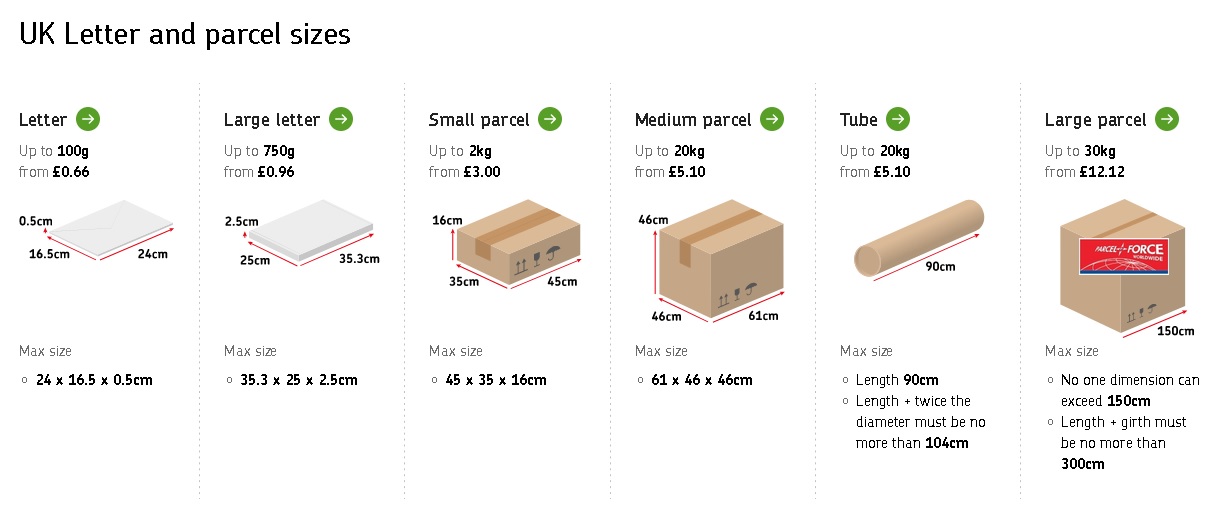 UK Letter and parcel sizes
Letter
Up to 100g
from £0.66
0.5cm
16.5cm
24cm
Max size
24 x 16.5 x 0.5cm
Large letter
Up to 750g
from £0.96
2.5cm
25cm
35.3cm
Max size
35.3 x 25 x 2.5cm
Small parcel
Up to 2kg
from £3.00
16cm
35cm
45cm
Max size
45 x 35 x 16cm
Medium parcel
Up to 20kg
from £5.10
46cm
46cm
61cm
Max size
61 x 46 x 46cm
Tube
Up to 20kg
from £5.10
90cm
Max size
Length 90cm
Length + twice the
diameter must be no
more than 104cm
Large parcel
Up to 30kg
from £12.12
PARCEL FORCE
WORLDWIDE
150cm
Max size
No one dimension can
exceed 150cm
Length + girth must
be no more than
300cm